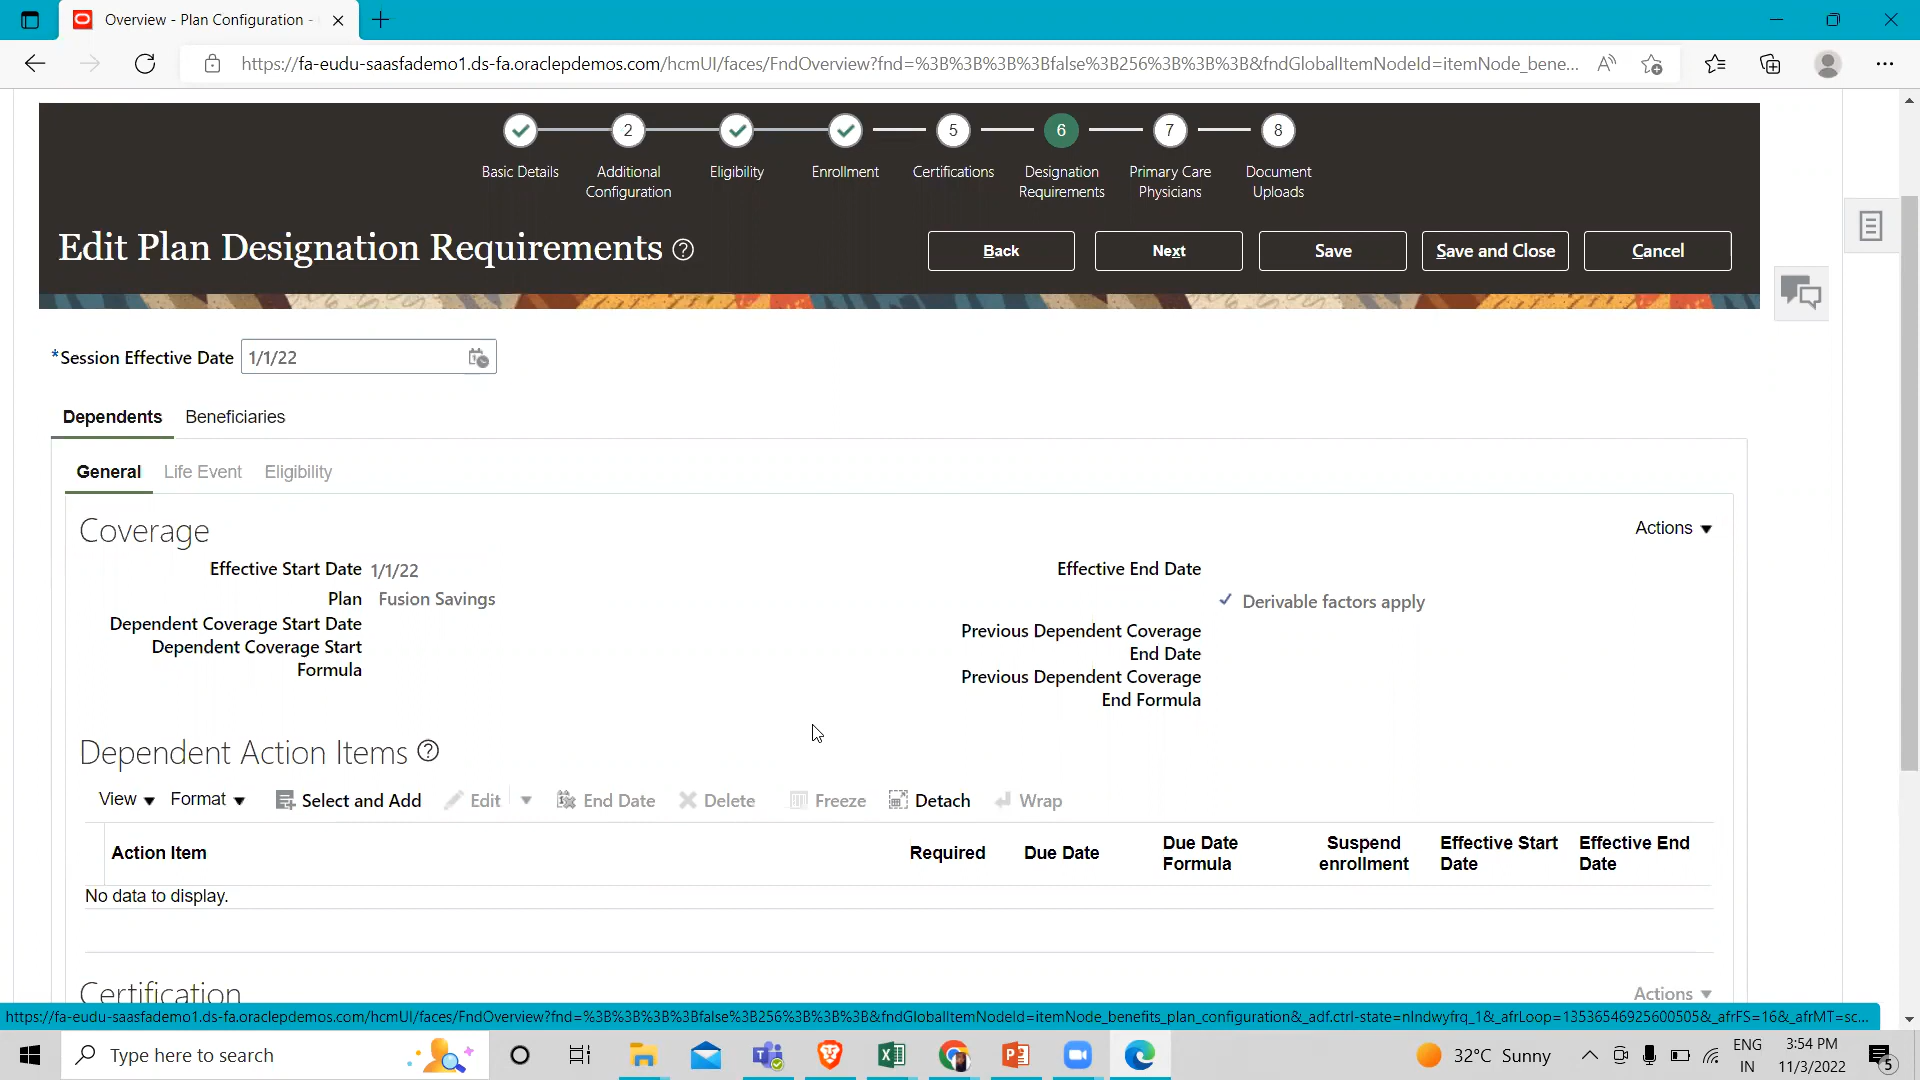 Overview - Plan Configuration -
https://fa-eudu-saasfademo1.ds-fa.oraclepdemos.com/hcmUI/faces/FndOverview?fnd=%3B%3B%3B%3Bfalse%3B256%3B%3B%3B&fndGlobalItemNodeId=itemNode_bene...
2 5 6 7 8
Basic Details Additional Configuration Eligibility Enrollment Certifications Designation Requirements Primary Care Physicians Document Uploads
Edit Plan Designation Requirements ?
Back Next Save Save and Close Cancel
*Session Effective Date 1/1/22
Dependents Beneficiaries
General Life Event Eligibility
Coverage Actions
Effective Start Date 1/1/22 Effective End Date
Plan Fusion Savings Derivable factors apply
Dependent Coverage Start Date Previous Dependent Coverage End Date
Dependent Coverage Start Formula Previous Dependent Coverage End Formula
Dependent Action Items ?
View Format Select and Add Edit End Date Delete Freeze Detach Wrap
Action Item Required Due Date Due Date Formula Suspend enrollment Effective Start Date Effective End Date
No data to display.
Certification Actions
https://fa-eudu-saasfademo1.ds-fa.oraclepdemos.com/hcmUI/faces/FndOverview?fnd=%3B%3B%3B%3Bfalse%3B256%3B%3B%3B&fndGlobalItemNodeId=itemNode_benefits_plan_configuration&_adf.ctrl-state=nlndwyfrq_1&_afrLoop=13536546925600505&_afrFS=16&_afrMT=sc...
Type here to search 32°C Sunny ENG IN 3:54 PM 11/3/2022 5